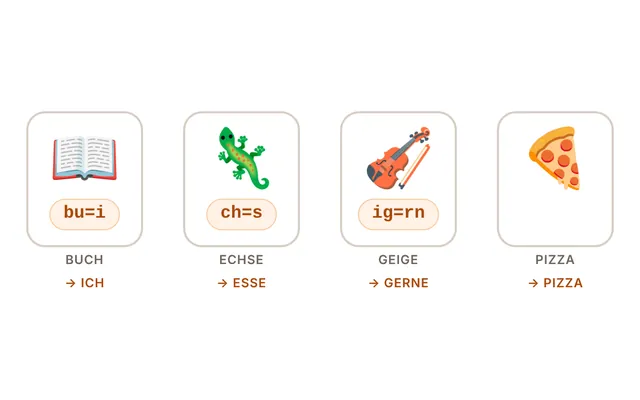 bu=i
BUCH
→ ICH
ch=s
ECHSE
→ ESSE
ig=rn
GEIGE
→ GERNE
PIZZA
→ PIZZA